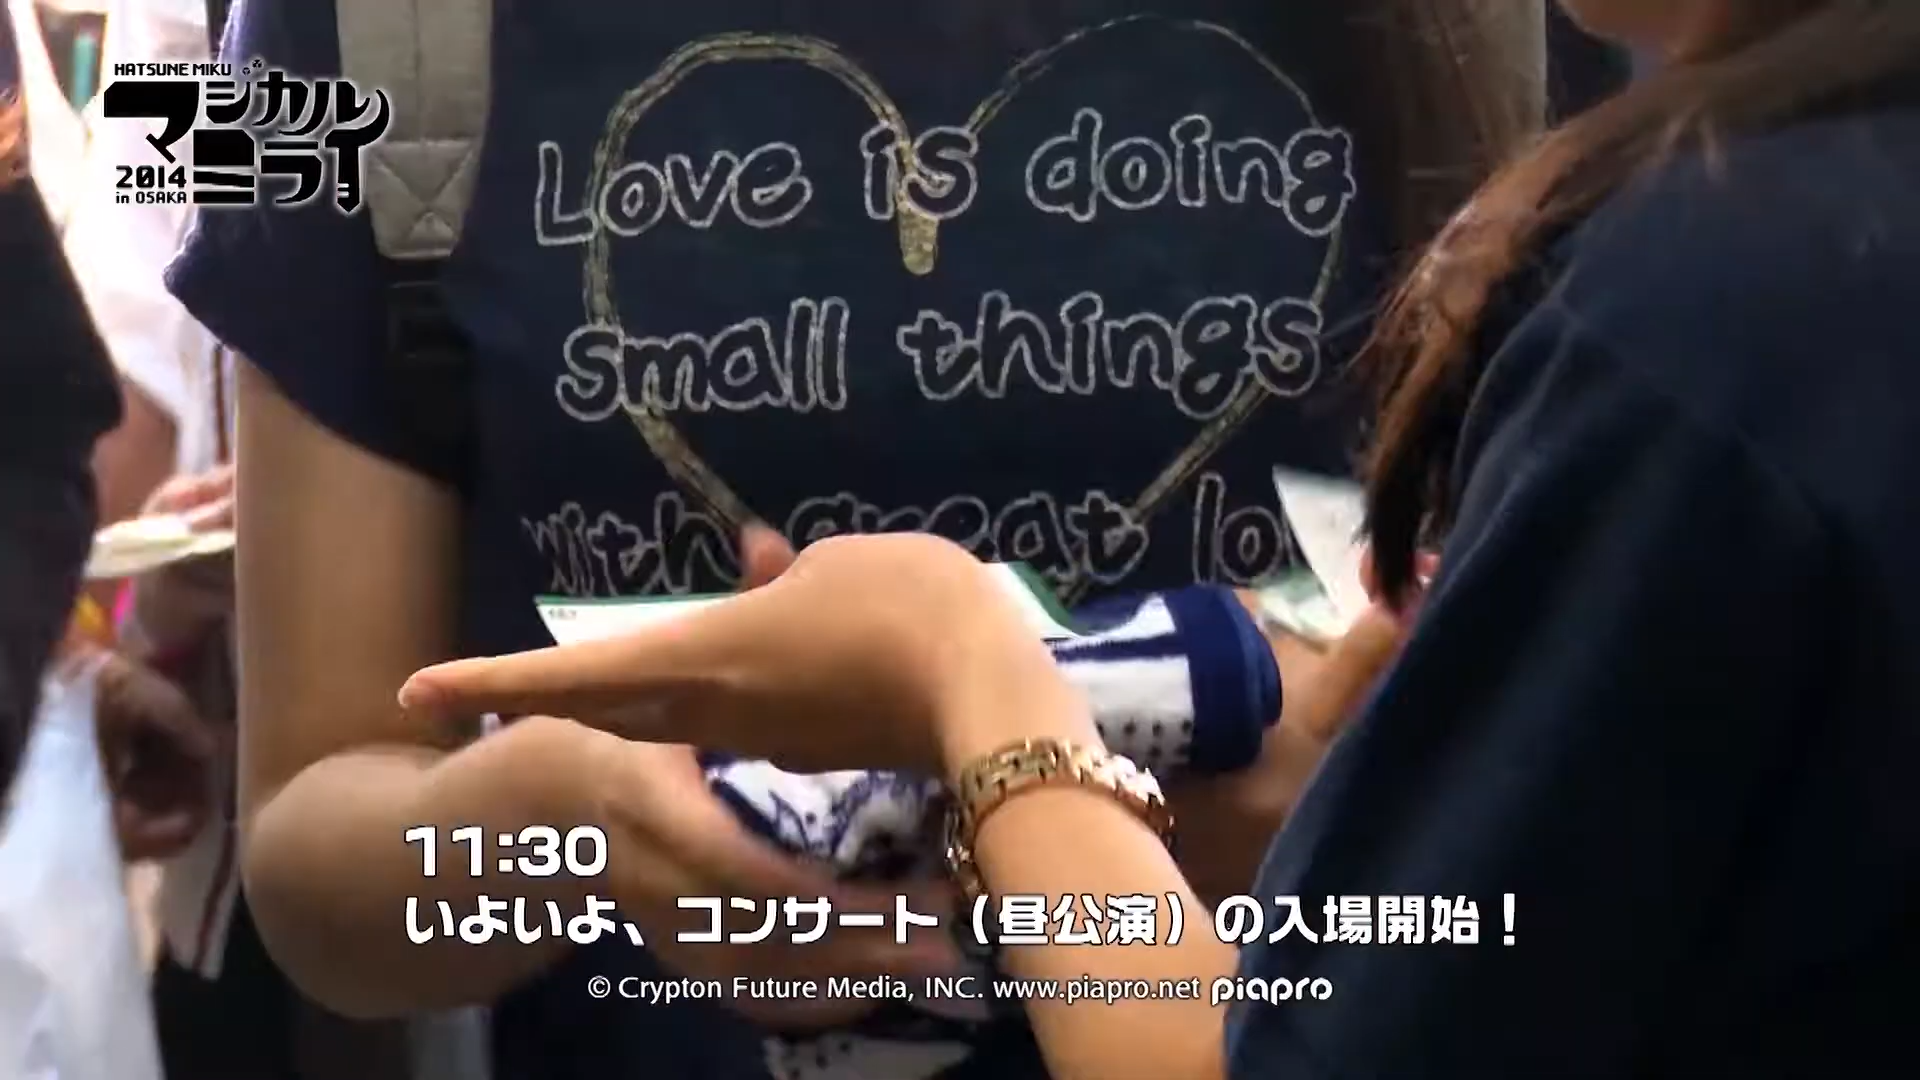 HATSUNE MIKU
マジカル
ミライ
2014
in OSAKA
Love is doing
small things
with great
11:30
いよいよ、コンサート（昼公演）の入場開始！
© Crypton Future Media, INC. www.piapro.net piapro